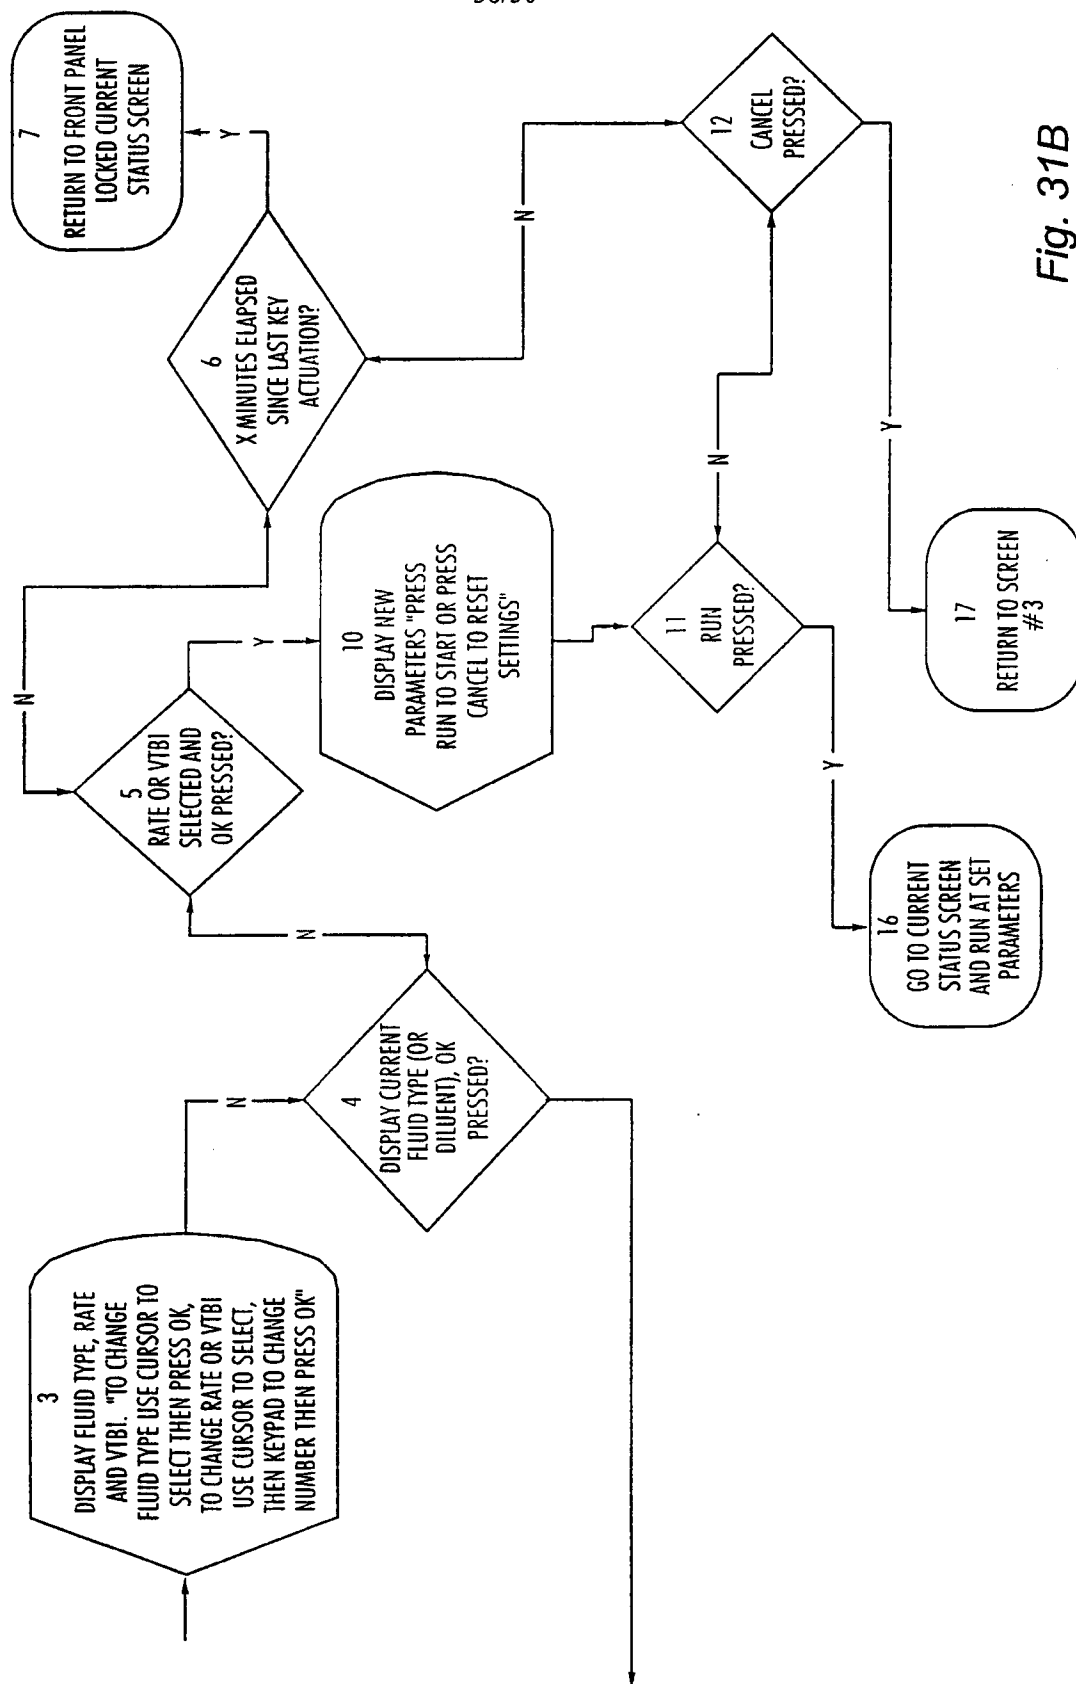 3
DISPLAY FLUID TYPE, RATE
AND VTBI. "TO CHANGE
FLUID TYPE USE CURSOR TO
SELECT THEN PRESS OK,
TO CHANGE RATE OR VTBI
USE CURSOR TO SELECT,
THEN KEYPAD TO CHANGE
NUMBER THEN PRESS OK"
N
4
DISPLAY CURRENT
FLUID TYPE (OR
DILUENT), OK
PRESSED?
N
5
RATE OR VTBI
SELECTED AND
OK PRESSED?
N
Y
6
X MINUTES ELAPSED
SINCE LAST KEY
ACTUATION?
Y
7
RETURN TO FRONT PANEL
LOCKED CURRENT
STATUS SCREEN
N
10
DISPLAY NEW
PARAMETERS "PRESS
RUN TO START OR PRESS
CANCEL TO RESET
SETTINGS"
11
RUN
PRESSED?
N
Y
12
CANCEL
PRESSED?
Y
16
GO TO CURRENT
STATUS SCREEN
AND RUN AT SET
PARAMETERS
17
RETURN TO SCREEN
#3
Fig. 31B